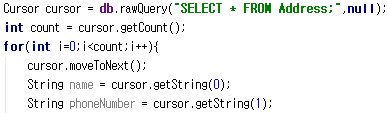 Cursor cursor = db.rawQuery("SELECT * FROM Address;",null);
int count = cursor.getCount();
for(int i=0;i<count;i++){
    cursor.moveToNext();
    String name = cursor.getString(0);
    String phoneNumber = cursor.getString(1);